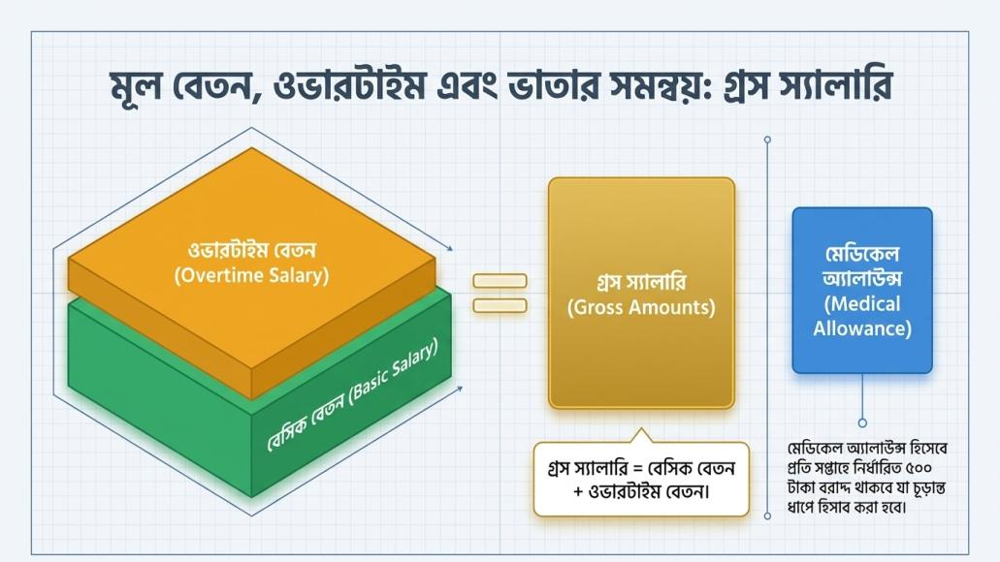 মূল বেতন, ওভারটাইম এবং ভাতার সমন্বয়: গ্রস স্যালারি
ওভারটাইম বেতন
(Overtime Salary)
বেসিক বেতন (Basic Salary)
গ্রস স্যালারি
(Gross Amounts)
গ্রস স্যালারি = বেসিক বেতন
+ ওভারটাইম বেতন।
মেডিকেল
অ্যালাউন্স
(Medical
Allowance)
মেডিকেল অ্যালাউন্স হিসেবে
প্রতি সপ্তাহে নির্ধারিত ৫০০
টাকা বরাদ্দ থাকবে যা চূড়ান্ত
ধাপে হিসাব করা হবে।